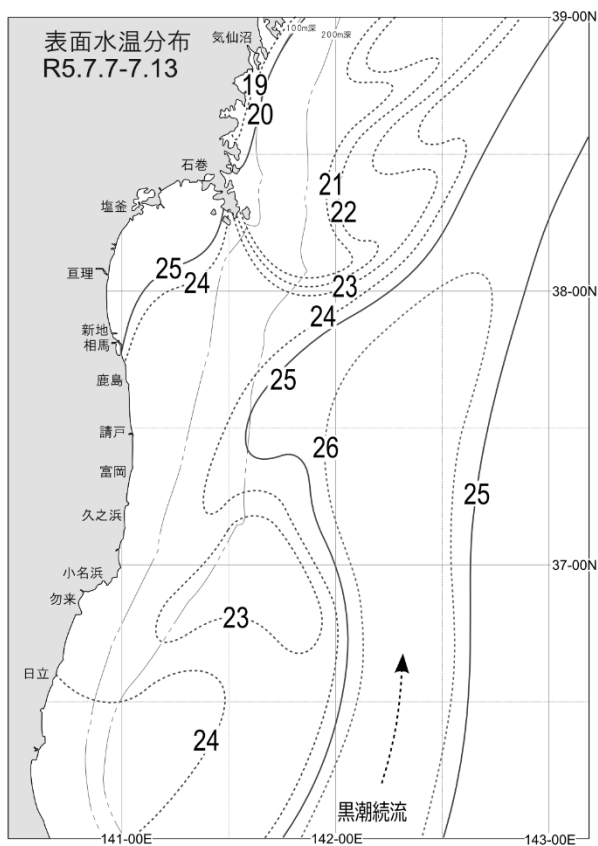 表面水温分布
R5.7.7-7.13
気仙沼
100m深
200m深
39-00N
19
20
石巻
21
22
塩釜
25
24
亘理
23
38-00N
24
新地
相馬
25
鹿島
請戸
26
富岡
25
久之浜
小名浜
37-00N
勿来
23
日立
24
黒潮続流
141-00E
142-00E
143-00E